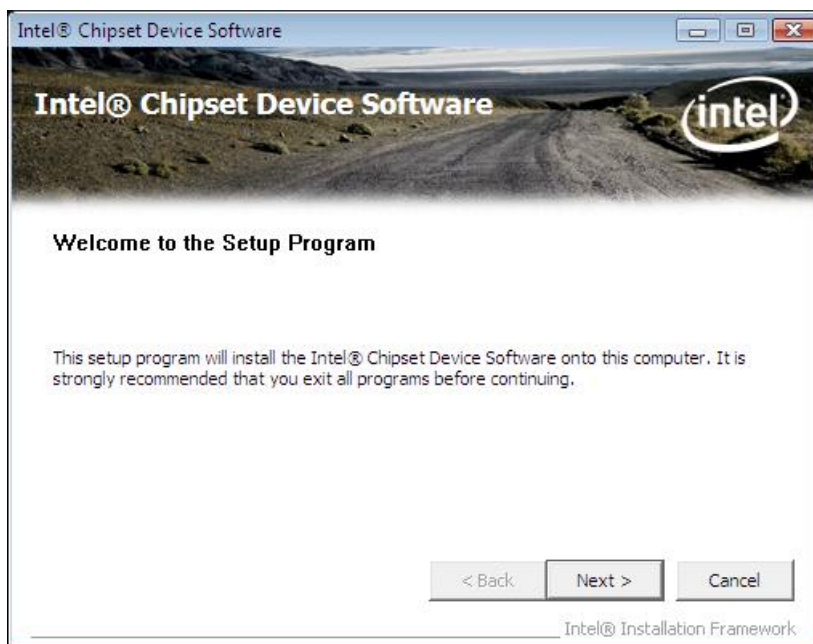 Intel® Chipset Device Software
Intel® Chipset Device Software
intel
Welcome to the Setup Program
This setup program will install the Intel® Chipset Device Software onto this computer. It is
strongly recommended that you exit all programs before continuing.
< Back
Next >
Cancel
Intel® Installation Framework